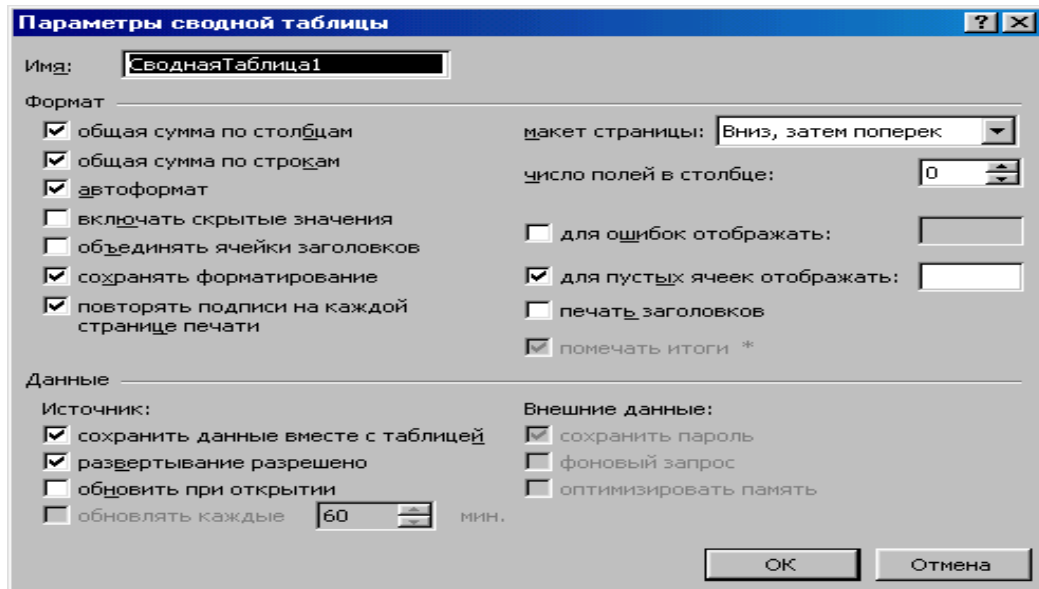 Параметры сводной таблицы
Имя: СводнаяТаблица1
Формат
общая сумма по столбцам
макет страницы: Вниз, затем поперек
общая сумма по строкам
число полей в столбце: 0
автоформат
включать скрытые значения
для ошибок отображать:
объединять ячейки заголовков
сохранять форматирование
для пустых ячеек отображать:
повторять подписи на каждой
странице печати
печать заголовков
помечать итоги *
Данные
Источник:
Внешние данные:
сохранить данные вместе с таблицей
сохранить пароль
развертывание разрешено
фоновый запрос
обновить при открытии
оптимизировать память
обновлять каждые 60 мин.
ОК Отмена